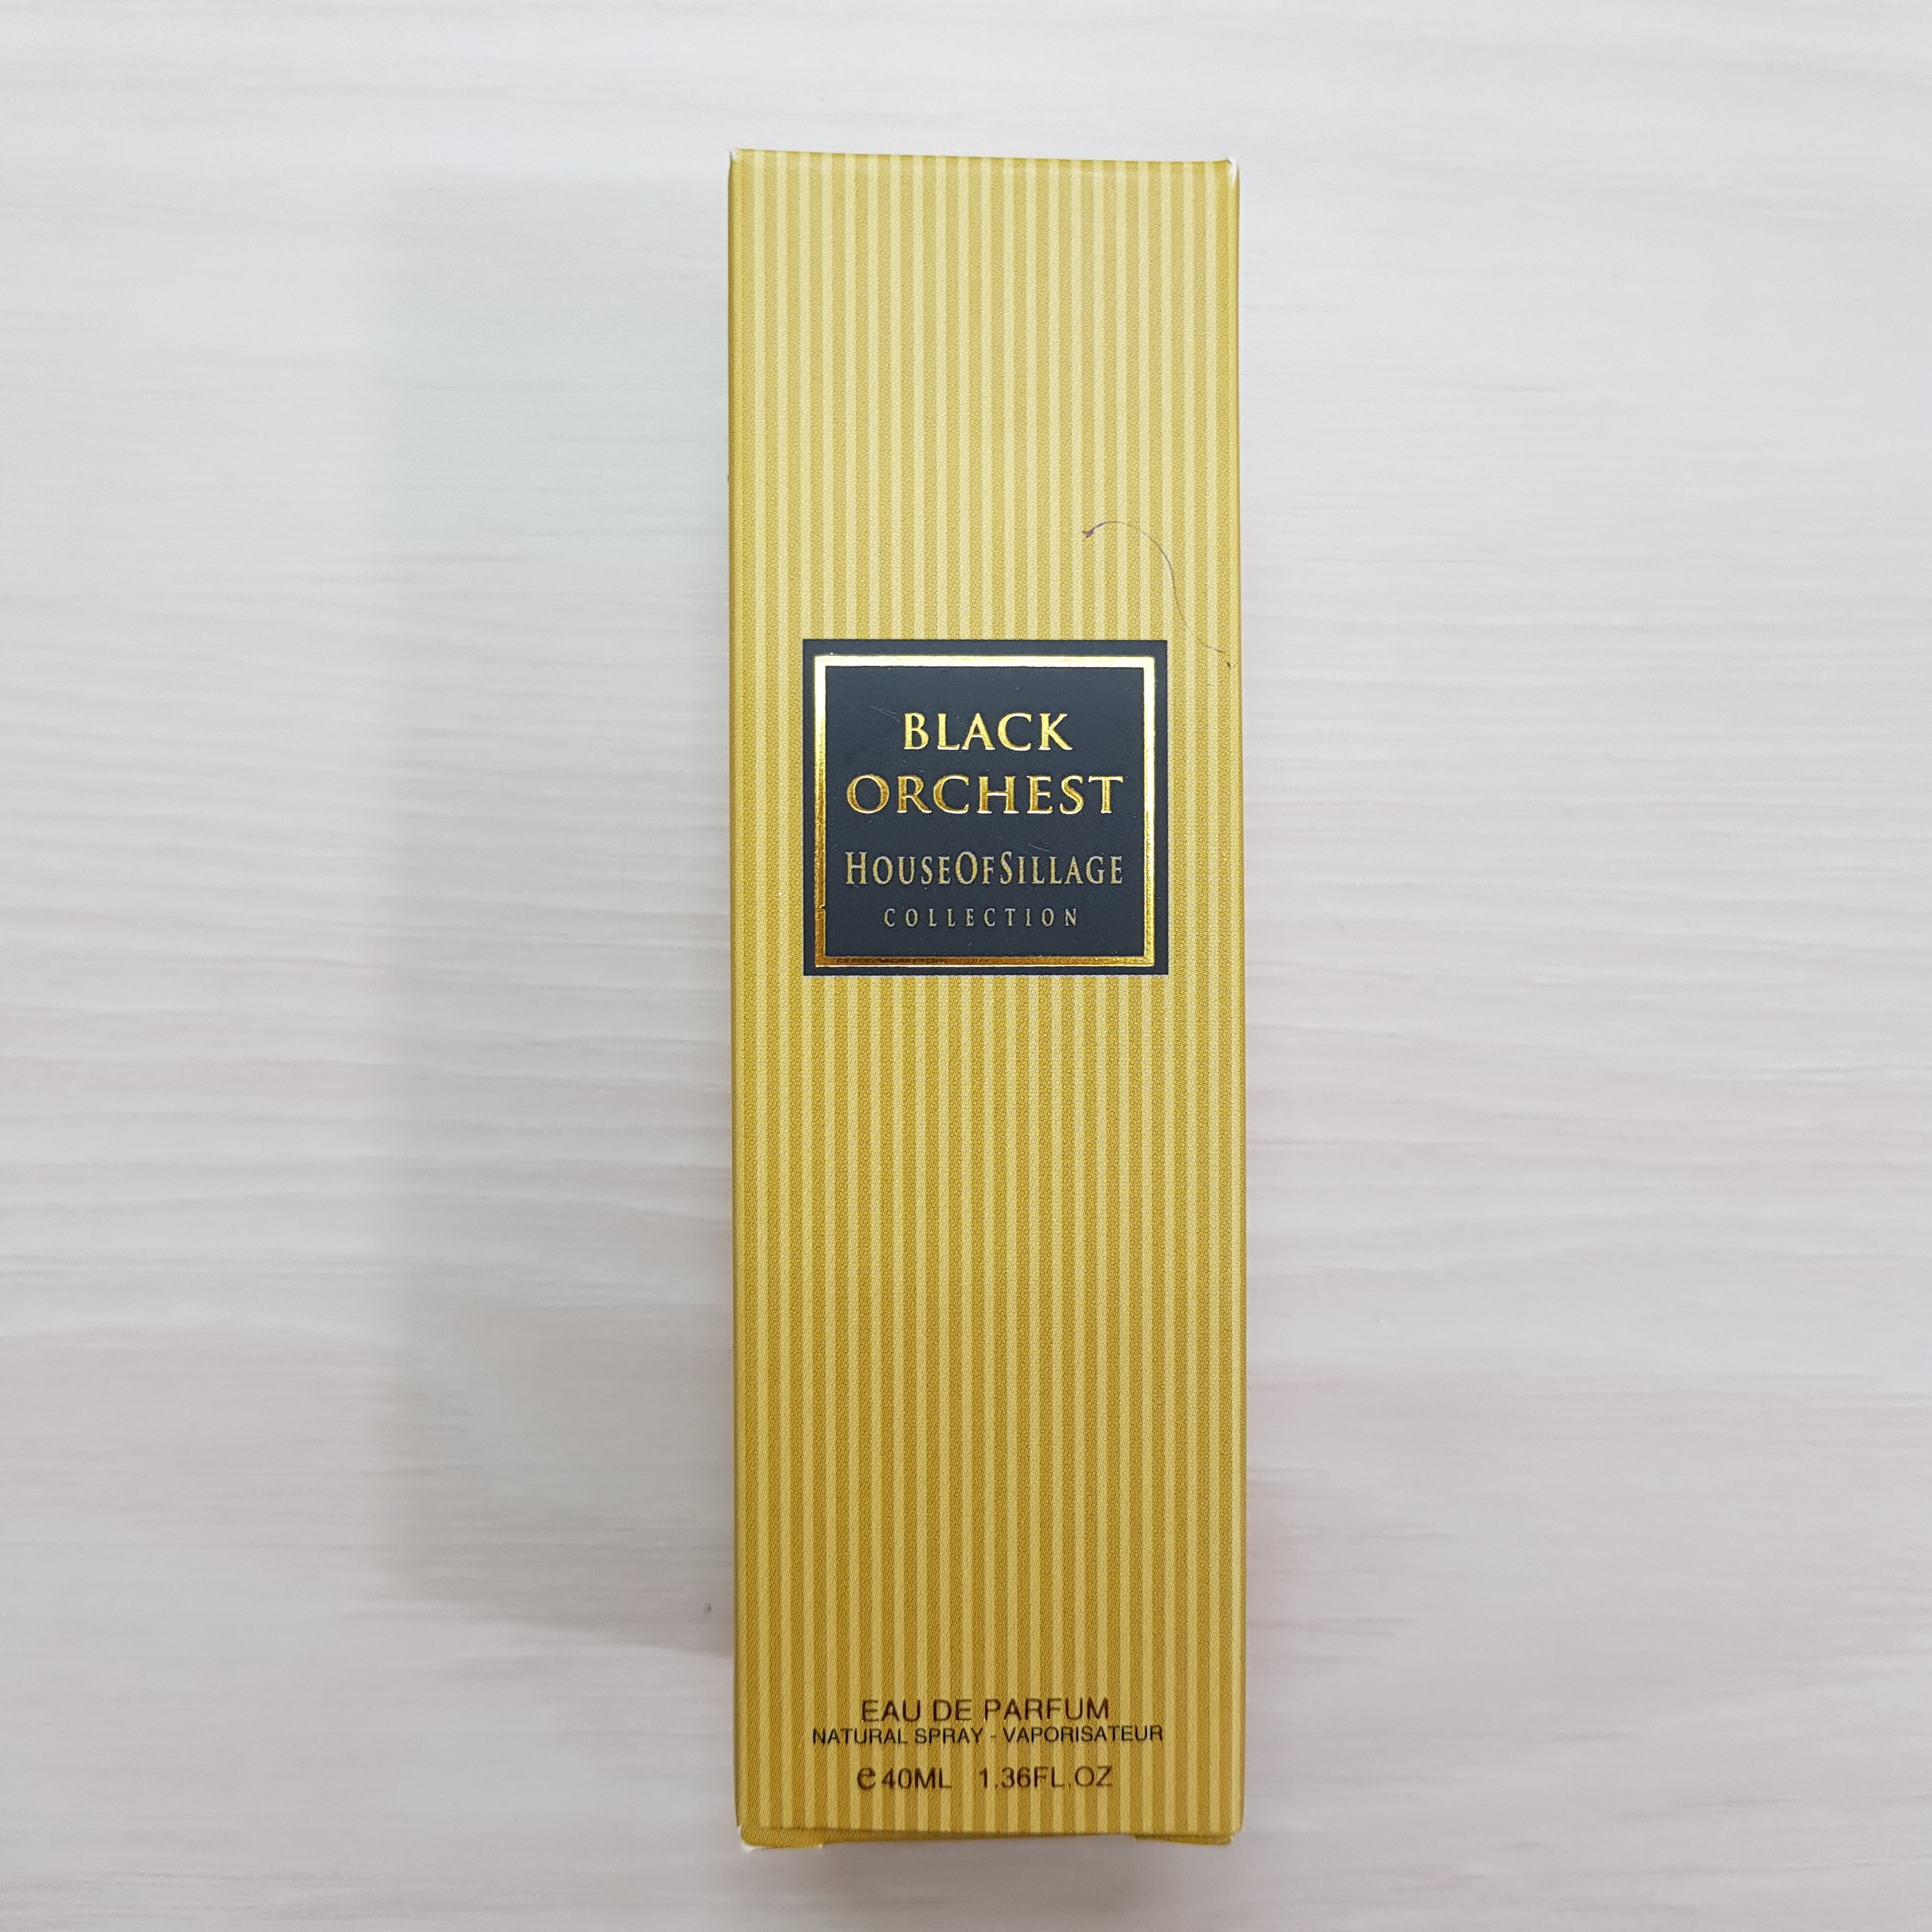 BLACK
ORCHEST
HOUSEOFSILLAGE
COLLECTION
EAU DE PARFUM
NATURAL SPRAY - VAPORISATEUR
℮40ML 1.36FL.OZ